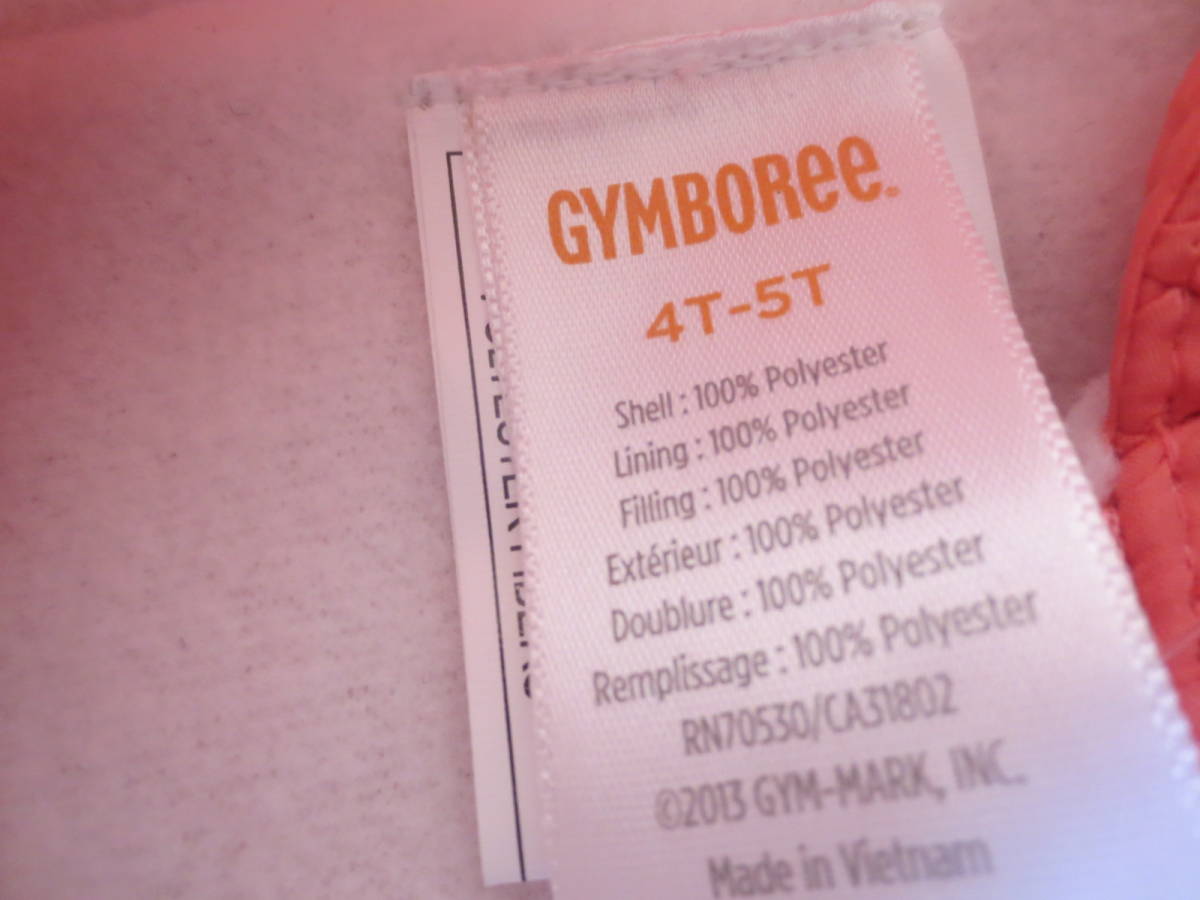 GYMBOREE.
4T-5T
Shell : 100% Polyester
Lining : 100% Polyester
Filling : 100% Polyester
Extérieur : 100% Polyester
Doublure : 100% Polyester
Remplissage : 100% Polyester
RN70530/CA31802
©2013 GYM-MARK, INC.
Made in Vietnam